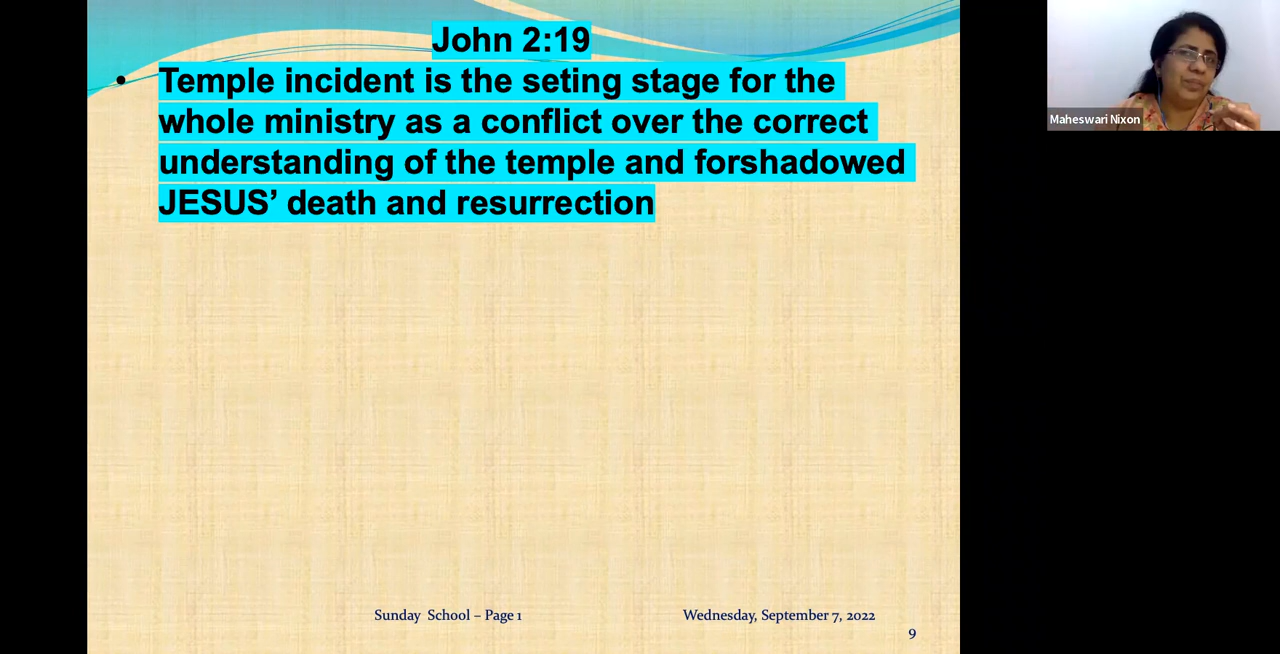 John 2:19
• Temple incident is the seting stage for the
whole ministry as a conflict over the correct
understanding of the temple and forshadowed
JESUS’ death and resurrection
Maheswari Nixon
Sunday School – Page 1
Wednesday, September 7, 2022
9